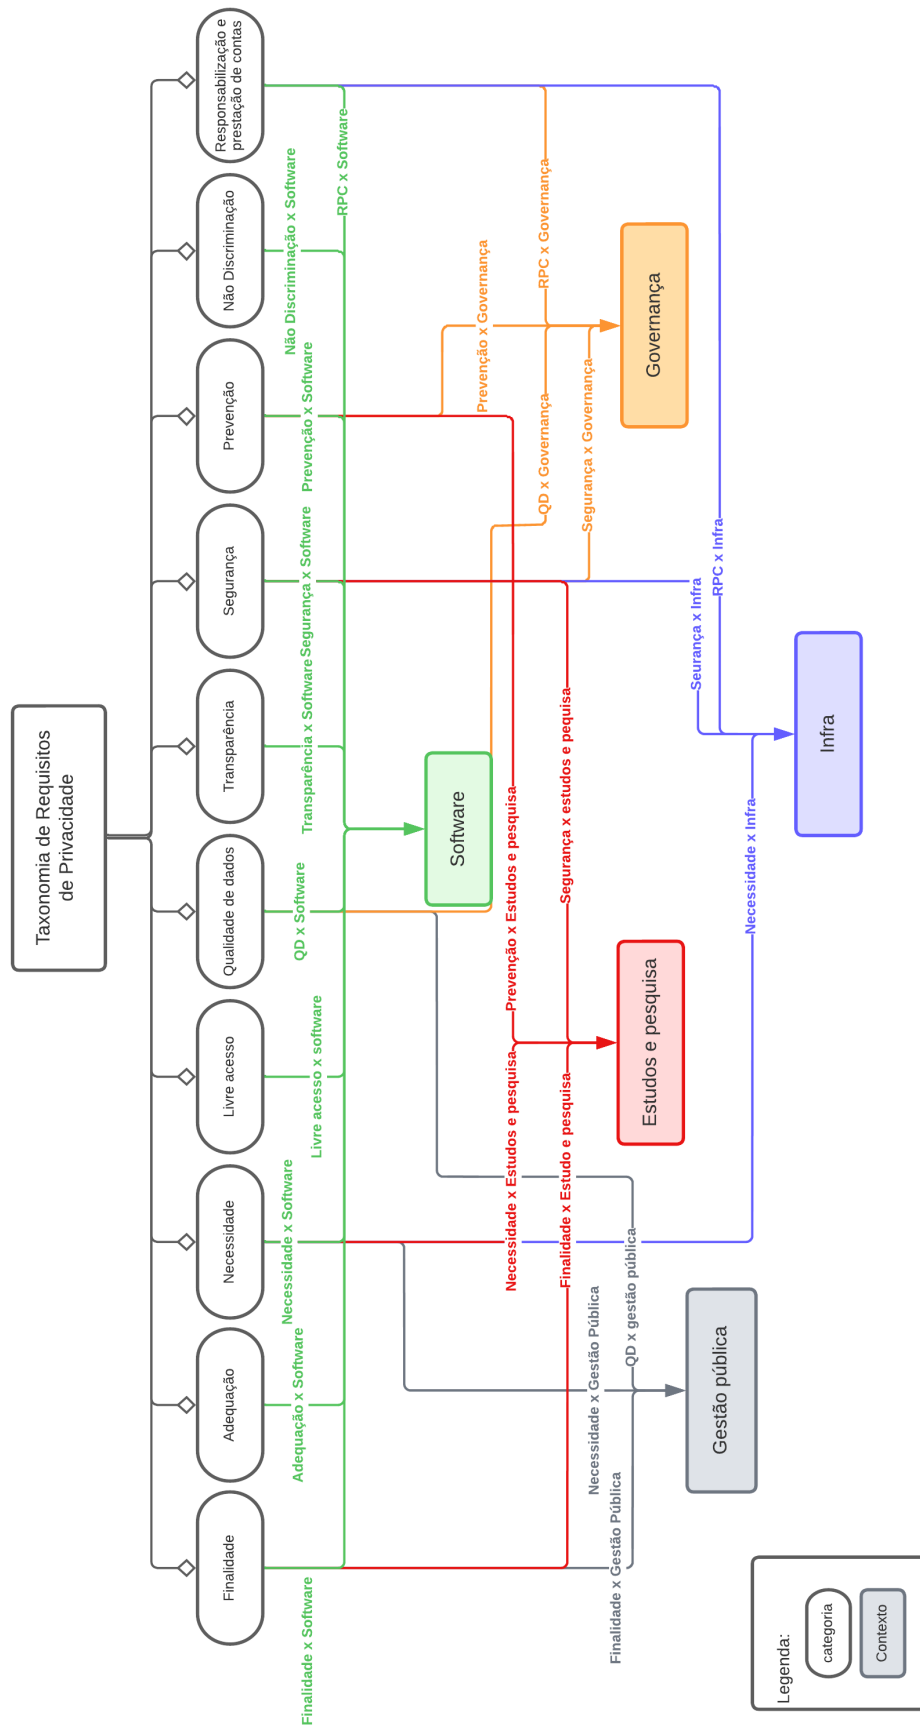 Taxonomia de Requisitos
de Privacidade
Finalidade
Adequação
Necessidade
Livre acesso
Qualidade de dados
Transparência
Segurança
Prevenção
Não Discriminação
Responsabilização e
prestação de contas
Finalidade x Software
Adequação x Software
Necessidade x Software
Livre acesso x software
QD x Software
Transparência x Software
Segurança x Software
Prevenção x Software
Não Discriminação x Software
RPC x Software
Software
Prevenção x Governança
Necessidade x Estudos e pesquisa
Prevenção x Estudos e pesquisa
QD x Governança
RPC x Governança
Finalidade x Estudo e pesquisa
Segurança x estudos e pequisa
Segurança x Governança
Necessidade x Gestão Pública
Finalidade x Gestão Pública
QD x gestão pública
Estudos e pesquisa
Governança
Seurança x Infra
RPC x Infra
Gestão pública
Necessidade x Infra
Infra
Legenda:
categoria
Contexto